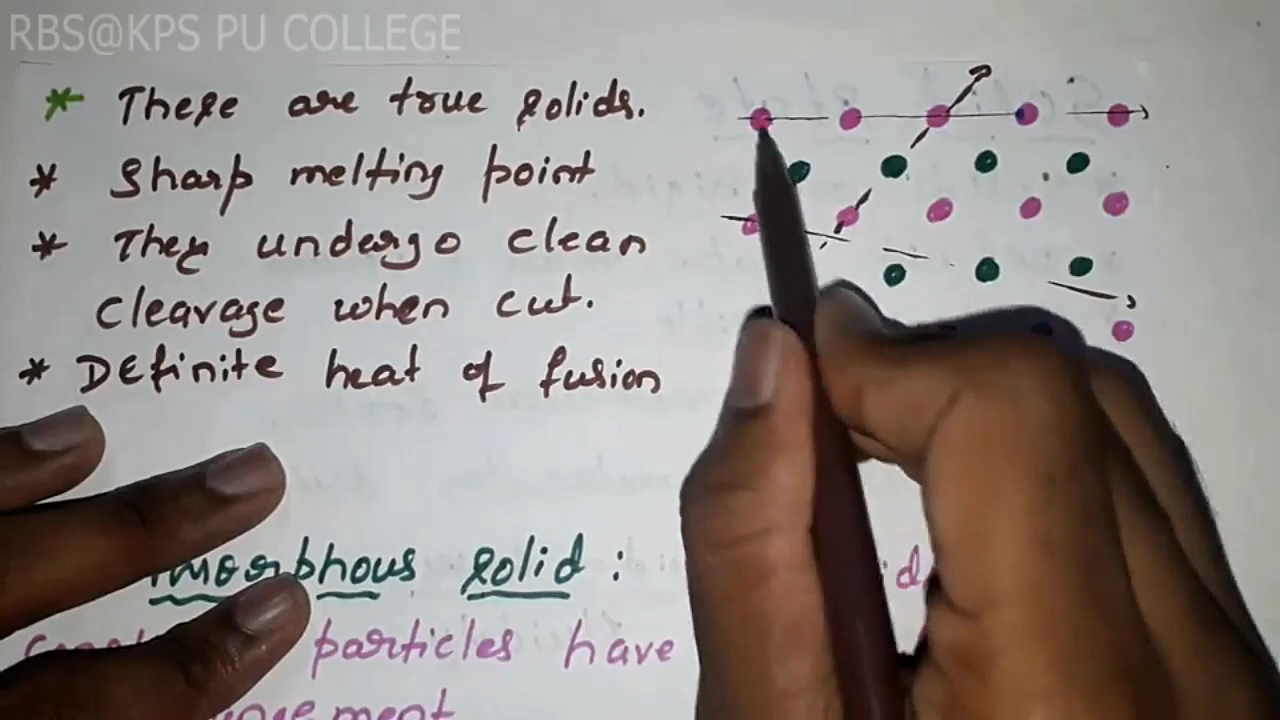 RBS@KPS PU COLLEGE
* These are true solids.
* Sharp melting point
* They undergo clean
cleavage when cut.
* Definite heat of fusion
solid :
particles have